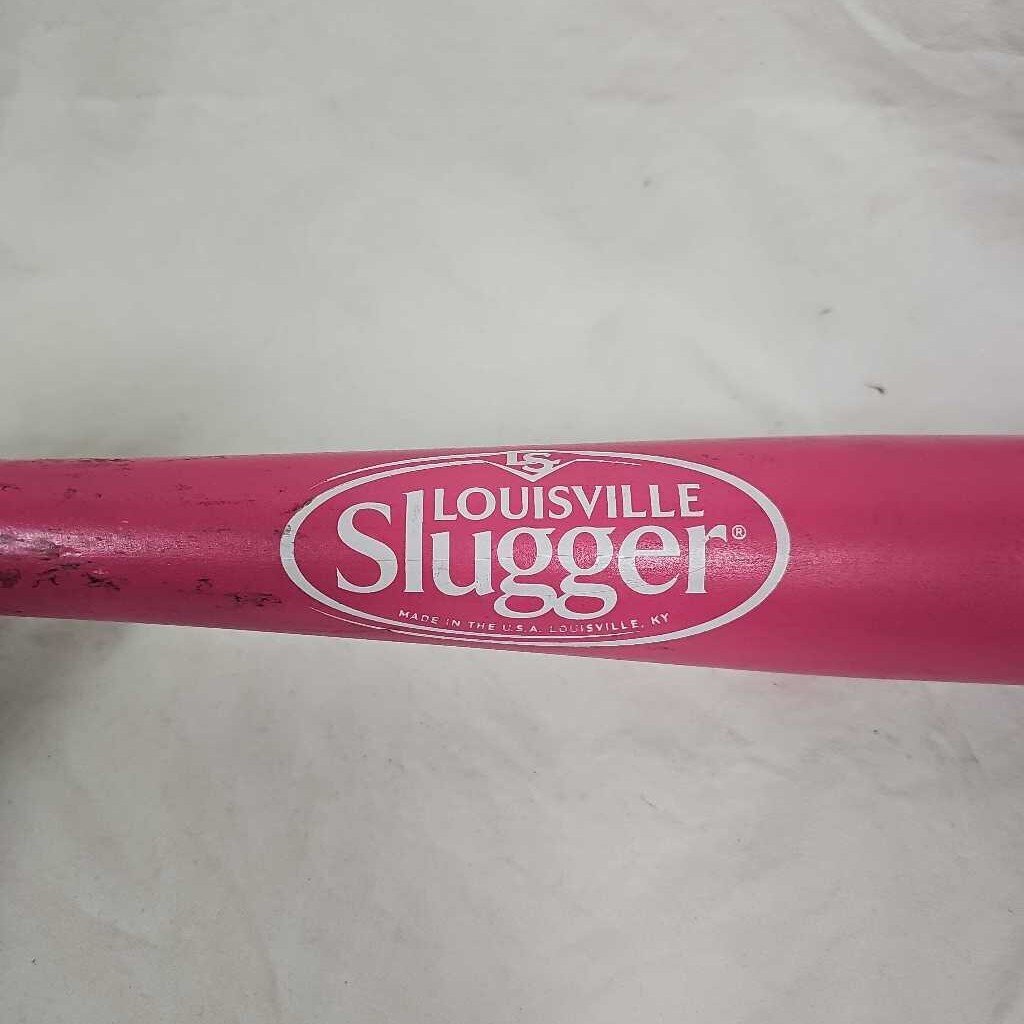 LS
LOUISVILLE
Slugger®
MADE IN THE U.S.A. LOUISVILLE, KY